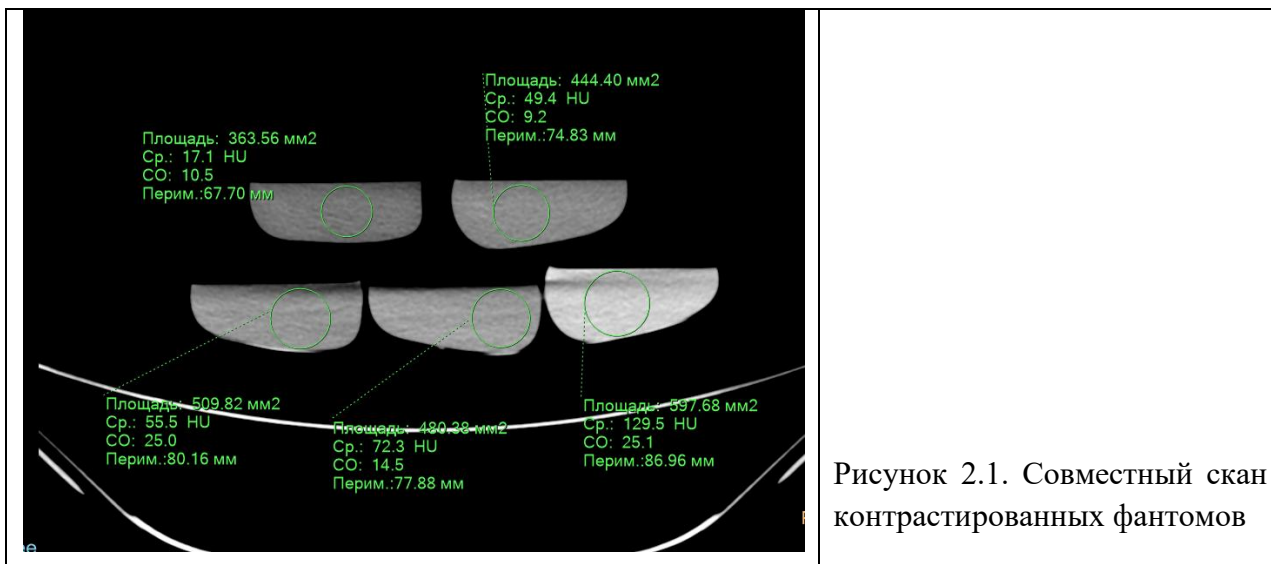 Площадь: 444.40 мм2
Ср.: 49.4 HU
СО: 9.2
Перим.:74.83 мм
Площадь: 363.56 мм2
Ср.: 17.1 HU
СО: 10.5
Перим.:67.70 мм
Площадь: 509.82 мм2
Ср.: 55.5 HU
СО: 25.0
Перим.:80.16 мм
Площадь: 480.38 мм2
Ср.: 72.3 HU
СО: 14.5
Перим.:77.88 мм
Площадь: 597.68 мм2
Ср.: 129.5 HU
СО: 25.1
Перим.:86.96 мм
Рисунок 2.1. Совместный скан
контрастированных фантомов